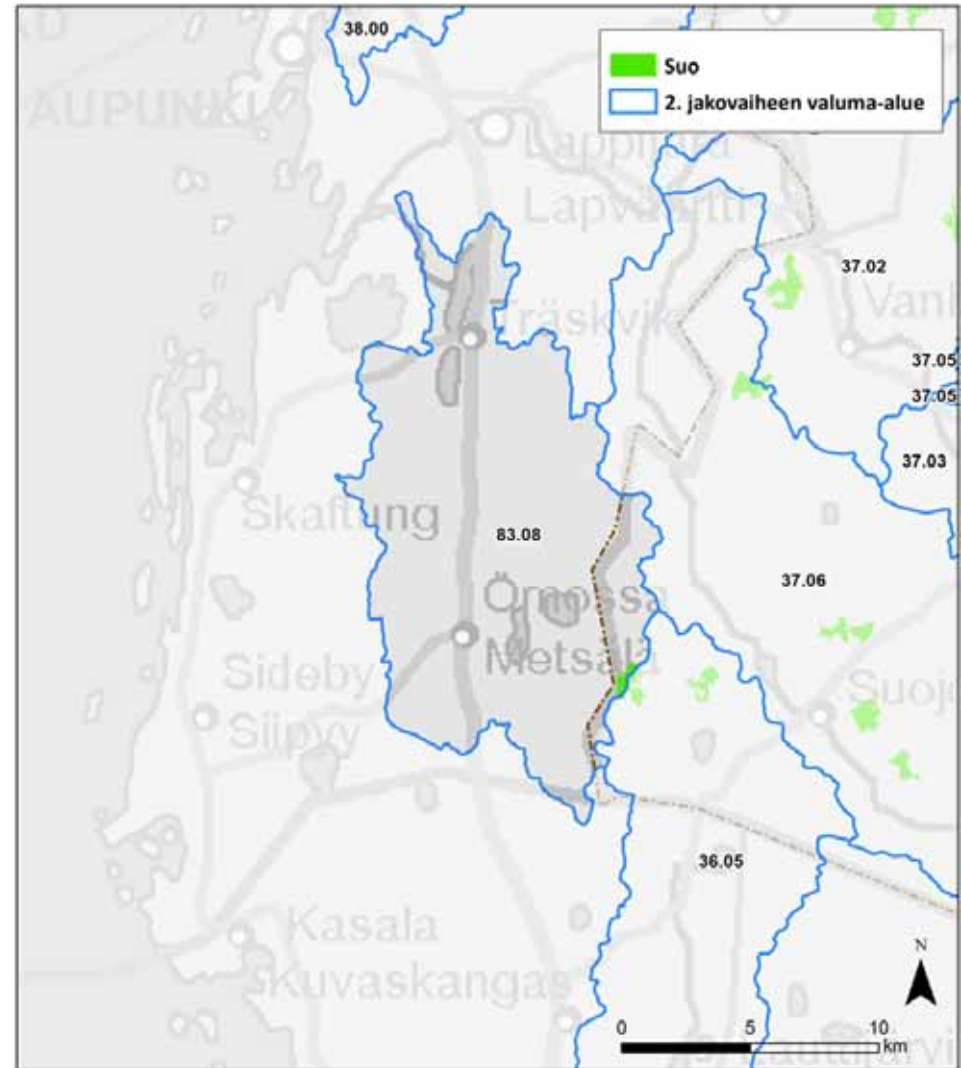 38.00
Suo
2. jakovaiheen valuma-alue
AUPUNKI
Lappfjärd
Lapväärtti
37.02
Träskvik
37.05
37.05
37.03
Skaftung
83.08
37.06
Ömossa
Metsälä
Sideby
Siipyy
36.05
Kasala
Kuvaskangas
N
0 5 10
km